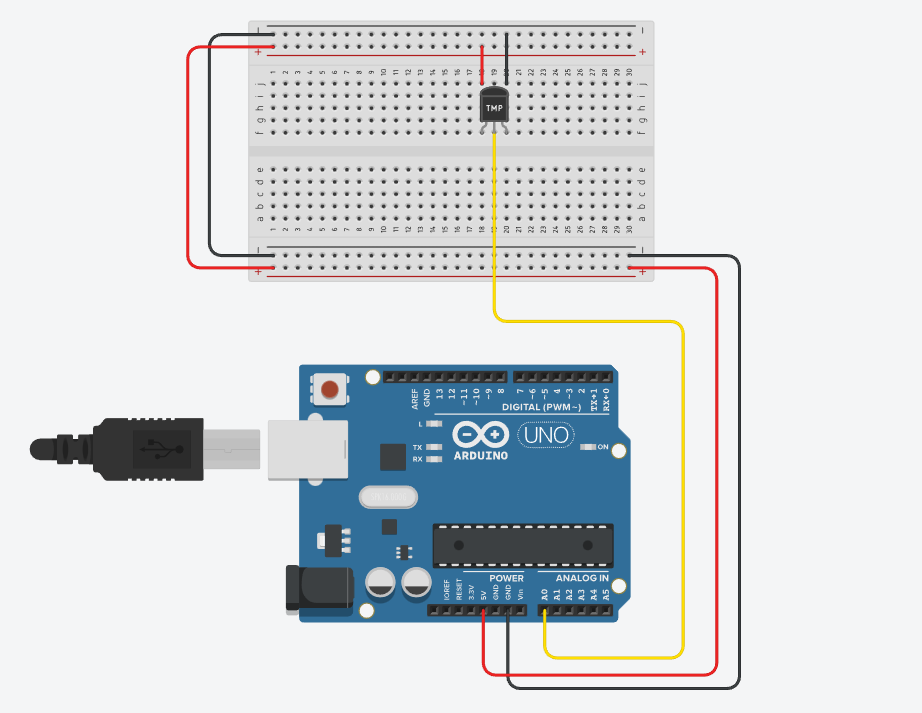 − −
+ +
1 2 3 4 5 6 7 8 9 10 11 12 13 14 15 16 17 18 19 20 21 22 23 24 25 26 27 28 29 30
j j
i i
h TMP h
g g
f f
e e
d d
c c
b b
a a
1 2 3 4 5 6 7 8 9 10 11 12 13 14 15 16 17 18 19 20 21 22 23 24 25 26 27 28 29 30
− −
+ +
AREF GND 13 12 ~11 ~10 ~9 8 7 ~6 ~5 4 ~3 2 TX→1 RX←0
DIGITAL (PWM~)
L
UNO
TX ON
RX ARDUINO
POWER ANALOG IN
IOREF RESET 3.3V 5V GND GND Vin A0 A1 A2 A3 A4 A5